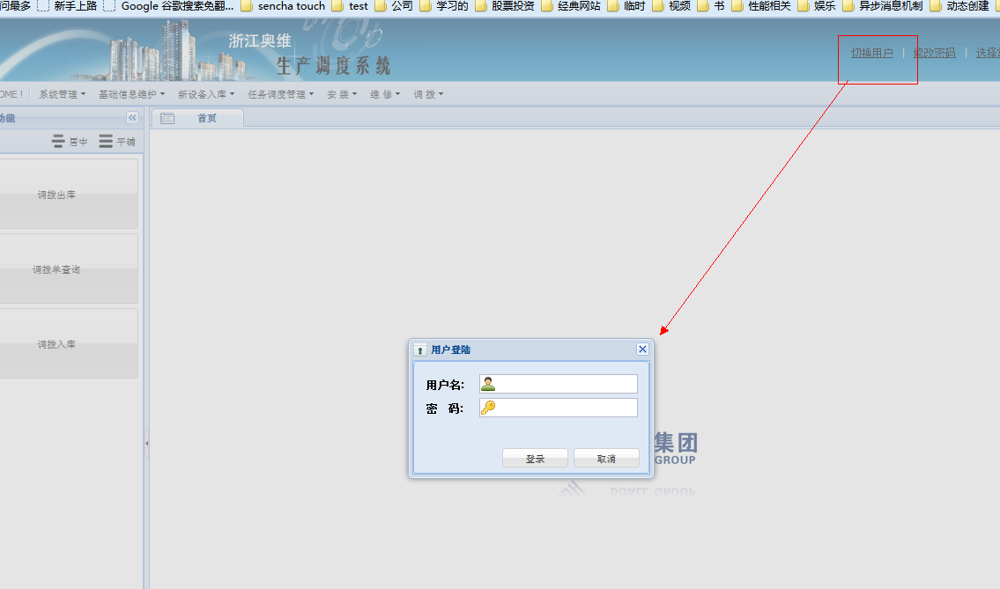 问最多 新手上路 Google 谷歌搜索免翻... sencha touch test 公司 学习的 股票投资 经典网站 临时 视频 书 性能相关 娱乐 异步消息机制 动态创建
浙江奥维
生产调度系统
切换用户 | 修改密码 | 选择
OME ! 系统管理 基础信息维护 新设备入库 任务调度管理 安 装 维 修 调 拨
功能
首页
居中 平铺
调拨出库
调拨单查询
调拨入库
用户登陆
用户名:
密 码:
登录 取消
集团
GROUP